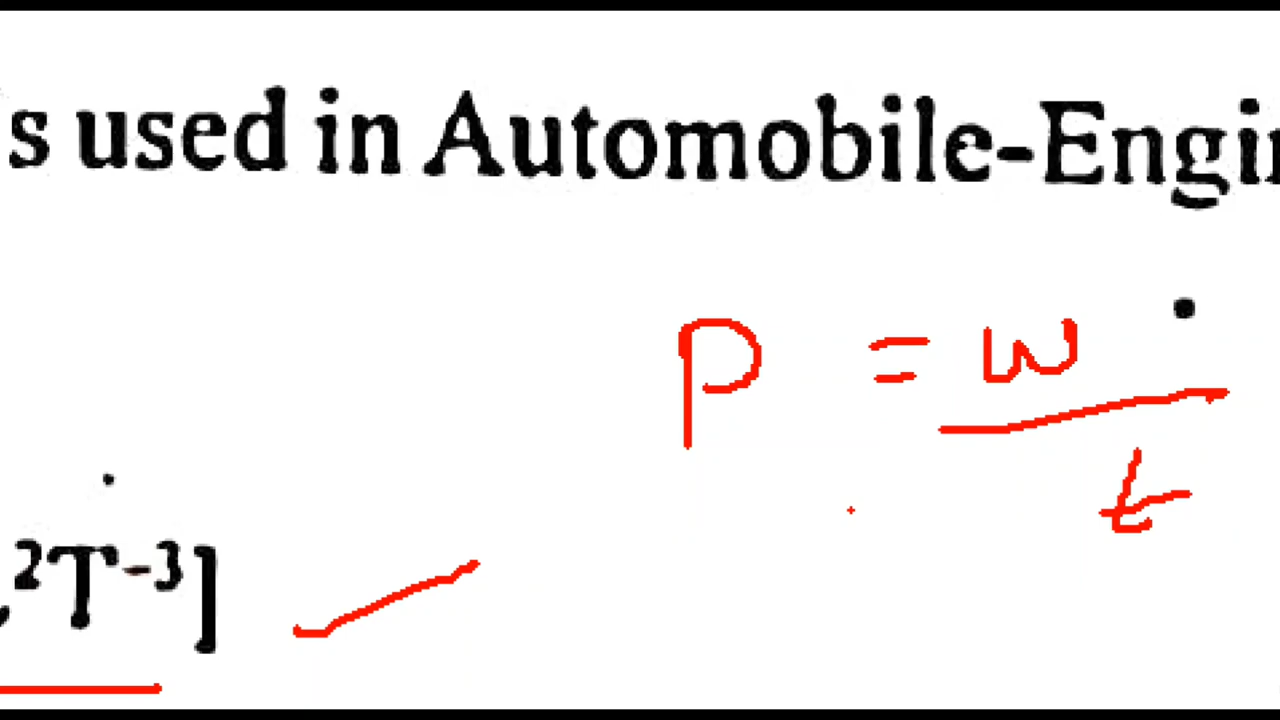 s used in Automobile-Engi
P = w
t
²T⁻³]